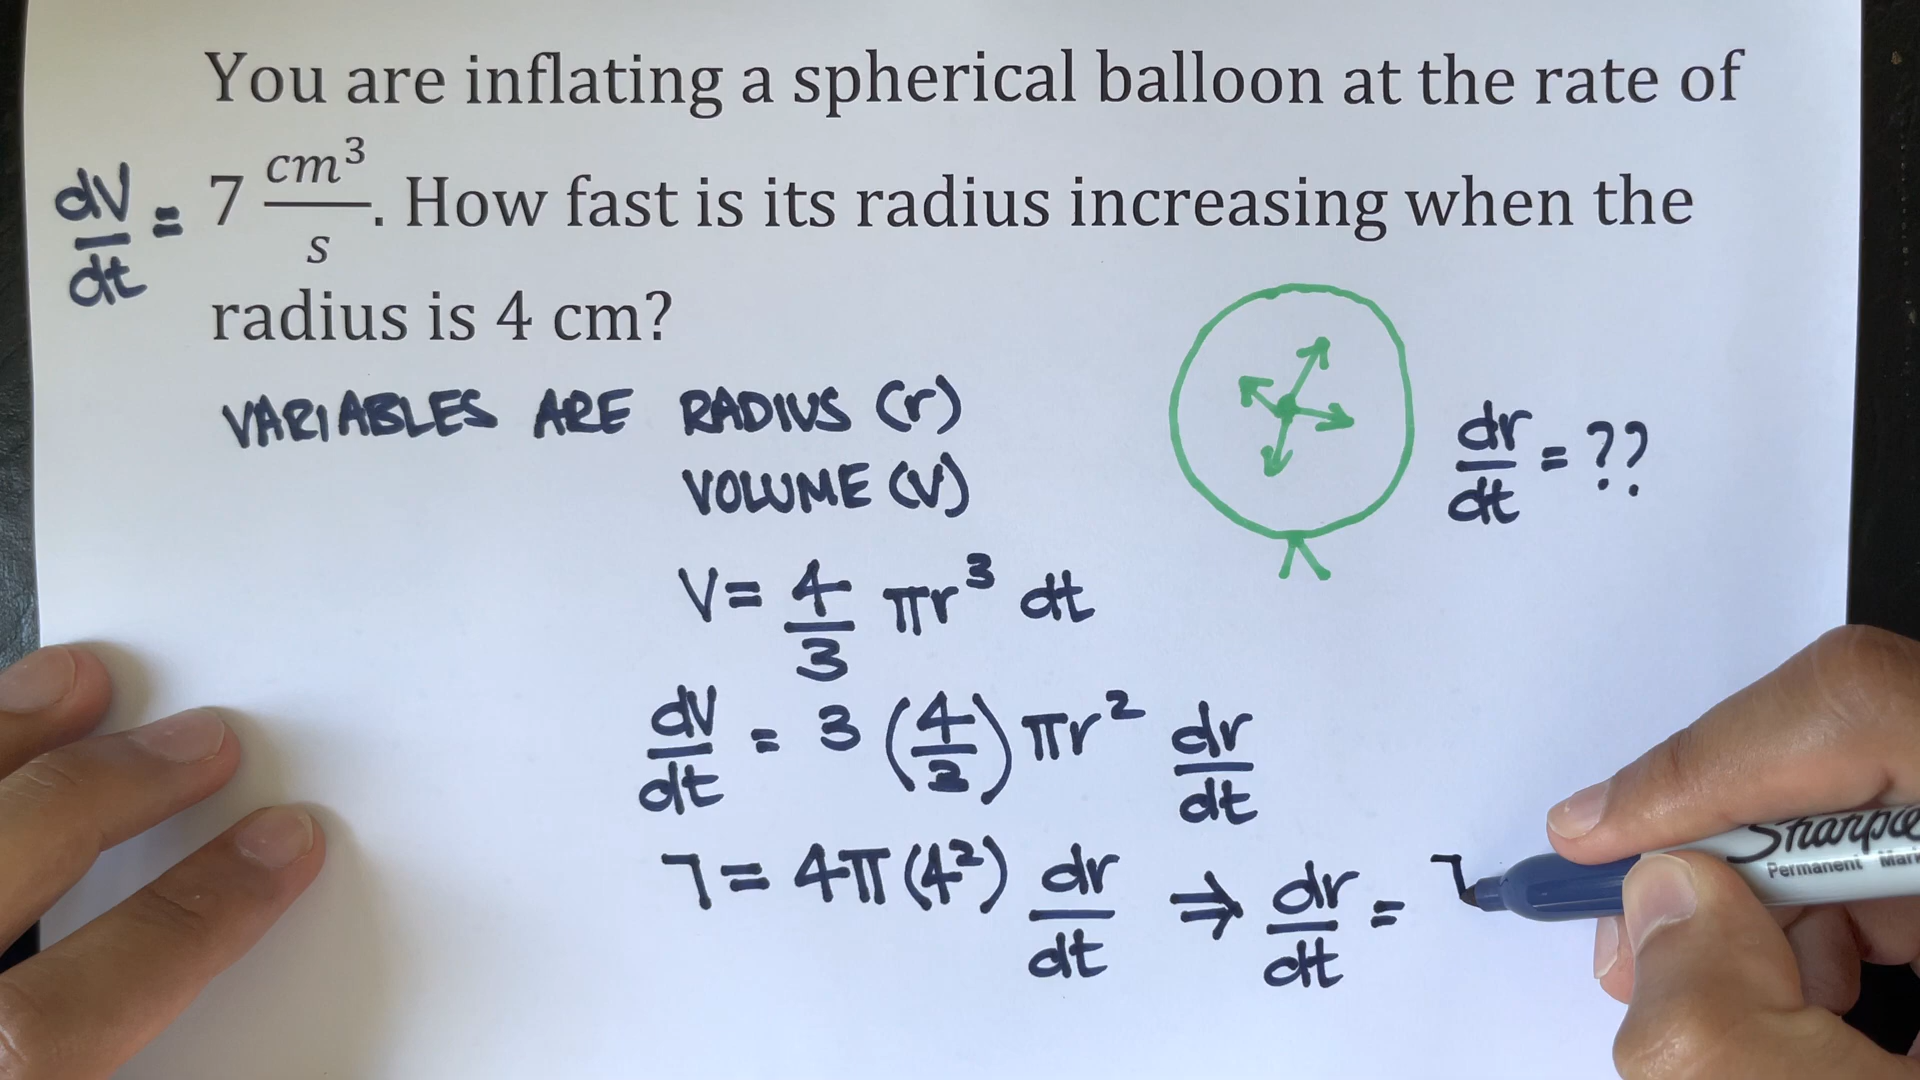 You are inflating a spherical balloon at the rate of
dV/dt = 7 cm³/s. How fast is its radius increasing when the
radius is 4 cm?
VARIABLES ARE RADIUS (r)
VOLUME (V)
dr/dt = ??
V = 4/3 πr³ dt
dV/dt = 3 (4/2) πr² dr/dt
7 = 4π(4²) dr/dt ⇒ dr/dt = 7
Sharpie
Permanent Mark